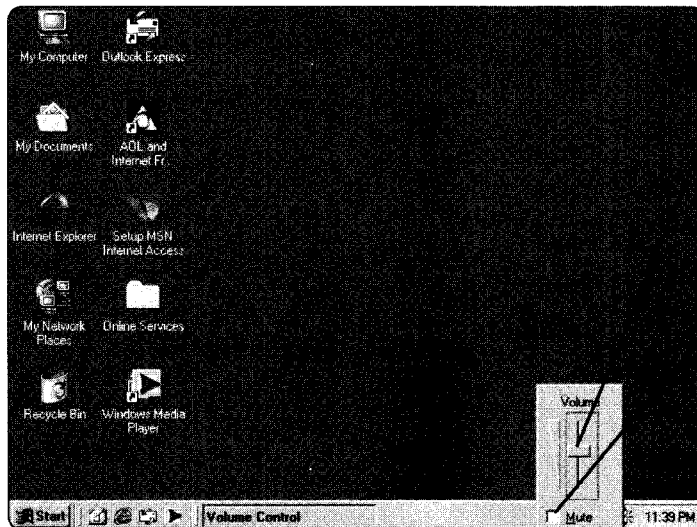 My Computer
Outlook Express
My Documents
AOL and
Internet Fr...
Internet Explorer
Setup MSN
Internet Access
My Network
Places
Online Services
Recycle Bin
Windows Media
Player
Volume
Mute
Start
Volume Control
11:39 PM